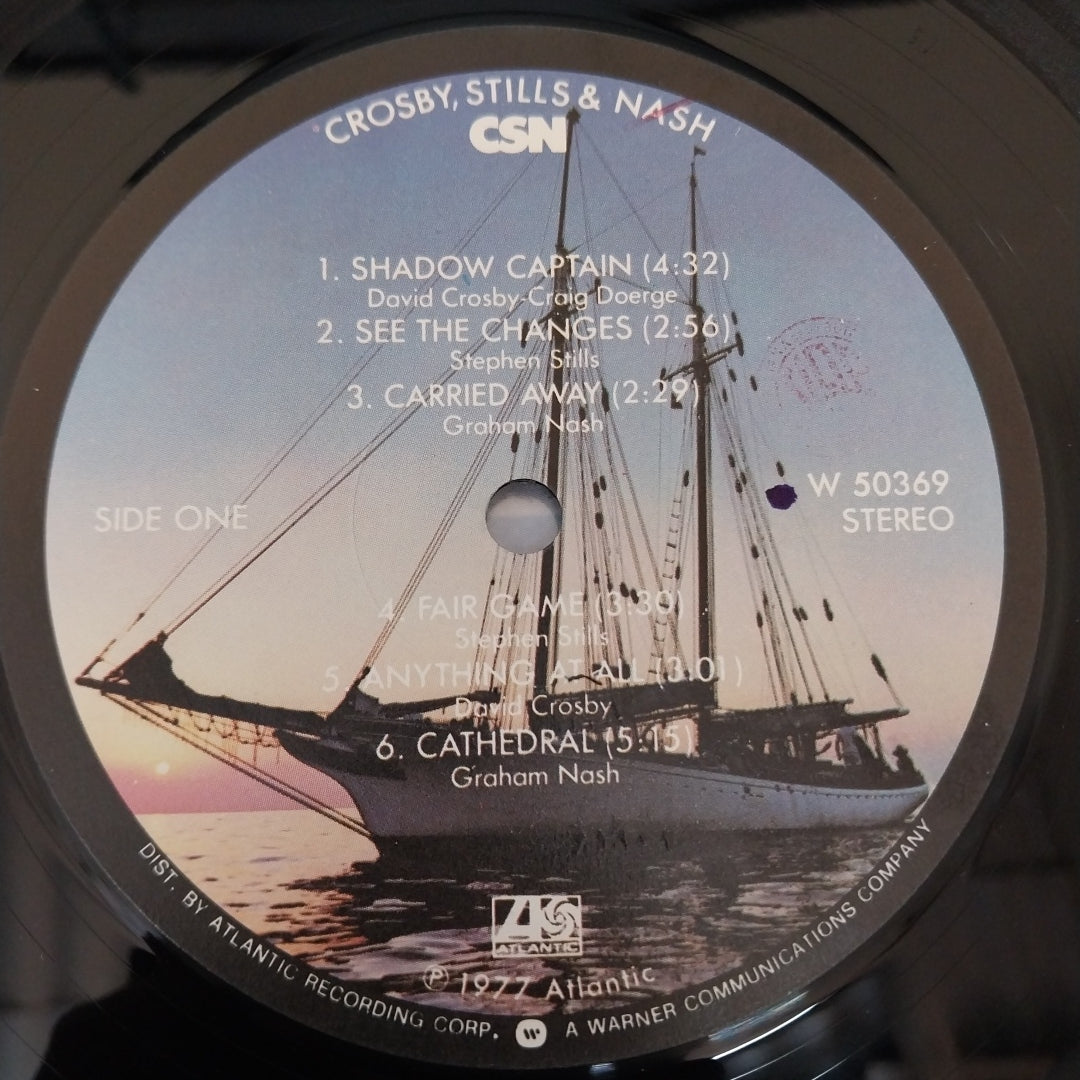 CROSBY, STILLS & NASH
CSN
1. SHADOW CAPTAIN (4:32)
David Crosby-Craig Doerge
2. SEE THE CHANGES (2:56)
Stephen Stills
3. CARRIED AWAY (2:29)
Graham Nash
SIDE ONE
W 50369
STEREO
4. FAIR GAME (3:30)
Stephen Stills
5. ANYTHING AT ALL (3:01)
David Crosby
6. CATHEDRAL (5:15)
Graham Nash
ATLANTIC
Ⓟ 1977 Atlantic
DIST. BY ATLANTIC RECORDING CORP. A WARNER COMMUNICATIONS COMPANY